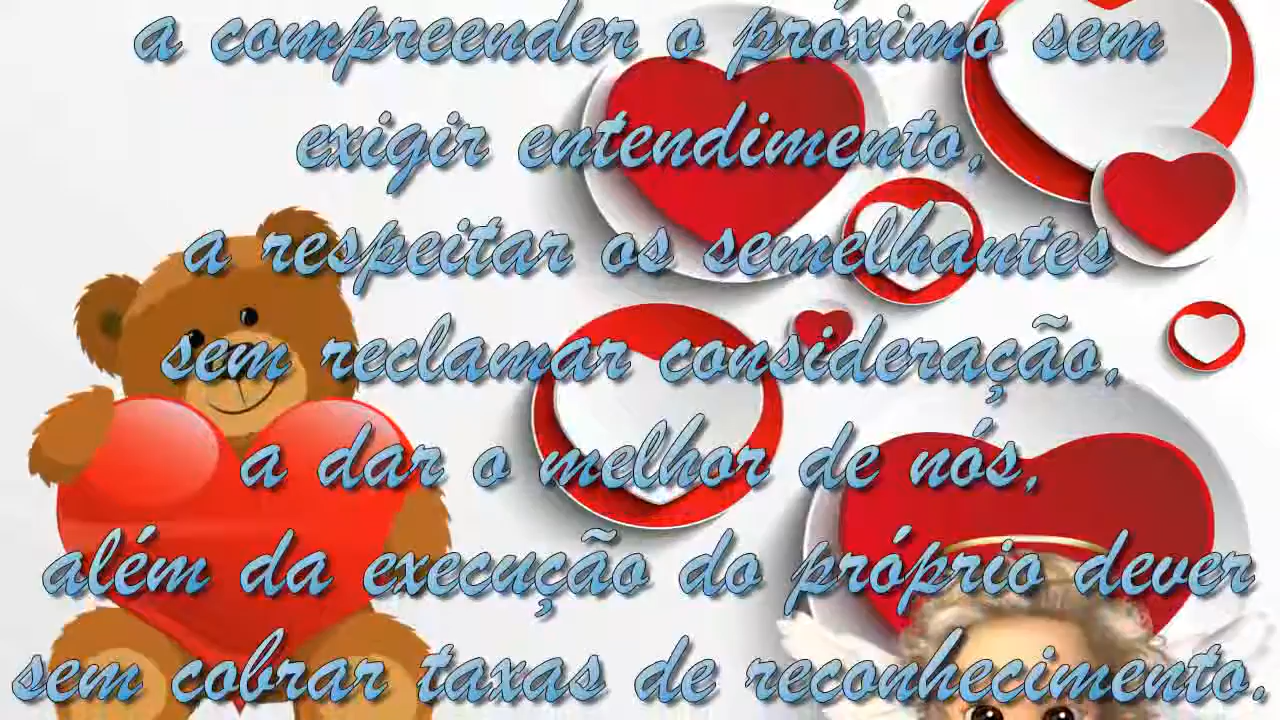 a compreender o próximo sem
exigir entendimento,
a respeitar os semelhantes
sem reclamar consideração,
a dar o melhor de nós,
além da execução do próprio dever
sem cobrar taxas de reconhecimento.